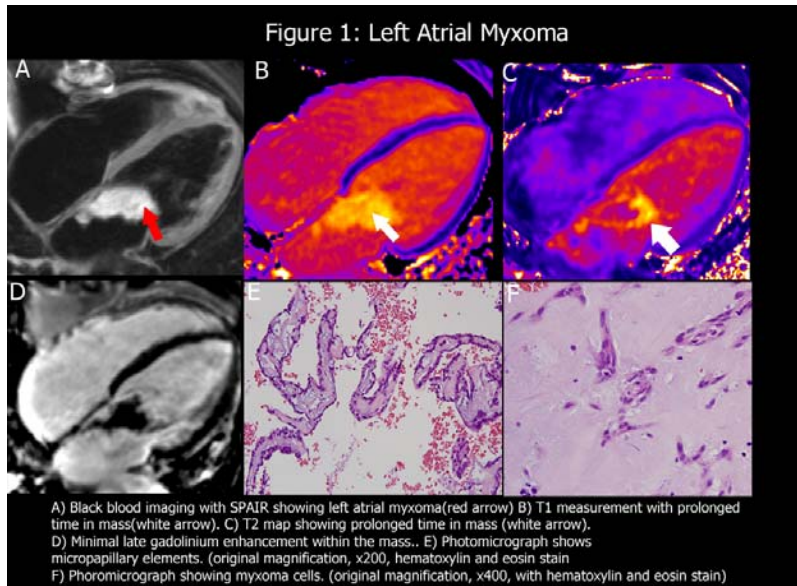 Figure 1: Left Atrial Myxoma
A
B
C
D
E
F
A) Black blood imaging with SPAIR showing left atrial myxoma(red arrow) B) T1 measurement with prolonged
time in mass(white arrow). C) T2 map showing prolonged time in mass (white arrow).
D) Minimal late gadolinium enhancement within the mass.. E) Photomicrograph shows
micropapillary elements. (original magnification, x200, hematoxylin and eosin stain
F) Phoromicrograph showing myxoma cells. (original magnification, x400, with hematoxylin and eosin stain)